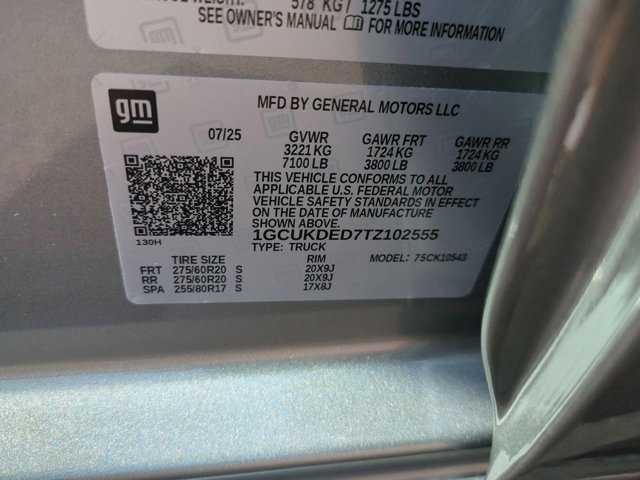 578 KG / 1275 LBS
SEE OWNER'S MANUAL FOR MORE INFORMATION
gm
MFD BY GENERAL MOTORS LLC
07/25 GVWR GAWR FRT GAWR RR
3221 KG 1724 KG 1724 KG
7100 LB 3800 LB 3800 LB
THIS VEHICLE CONFORMS TO ALL
APPLICABLE U.S. FEDERAL MOTOR
VEHICLE SAFETY STANDARDS IN EFFECT
ON THE DATE OF MANUFACTURE
1GCUKDED7TZ102555
130H
TYPE: TRUCK MODEL: 75CK10543
TIRE SIZE RIM
FRT 275/60R20 S 20X9J
RR 275/60R20 S 20X9J
SPA 255/80R17 S 17X8J